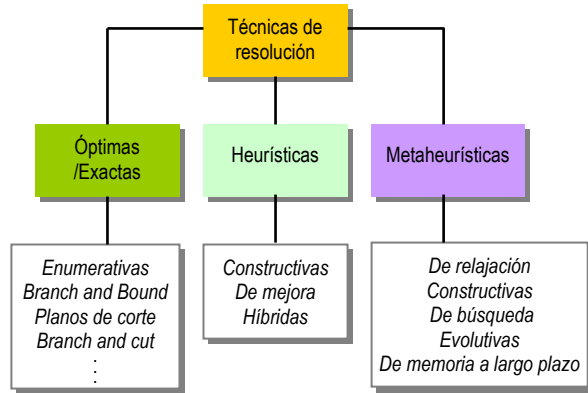 Técnicas de
resolución
Óptimas
/Exactas
Heurísticas
Metaheurísticas
Enumerativas
Branch and Bound
Planos de corte
Branch and cut
⋮
Constructivas
De mejora
Híbridas
De relajación
Constructivas
De búsqueda
Evolutivas
De memoria a largo plazo